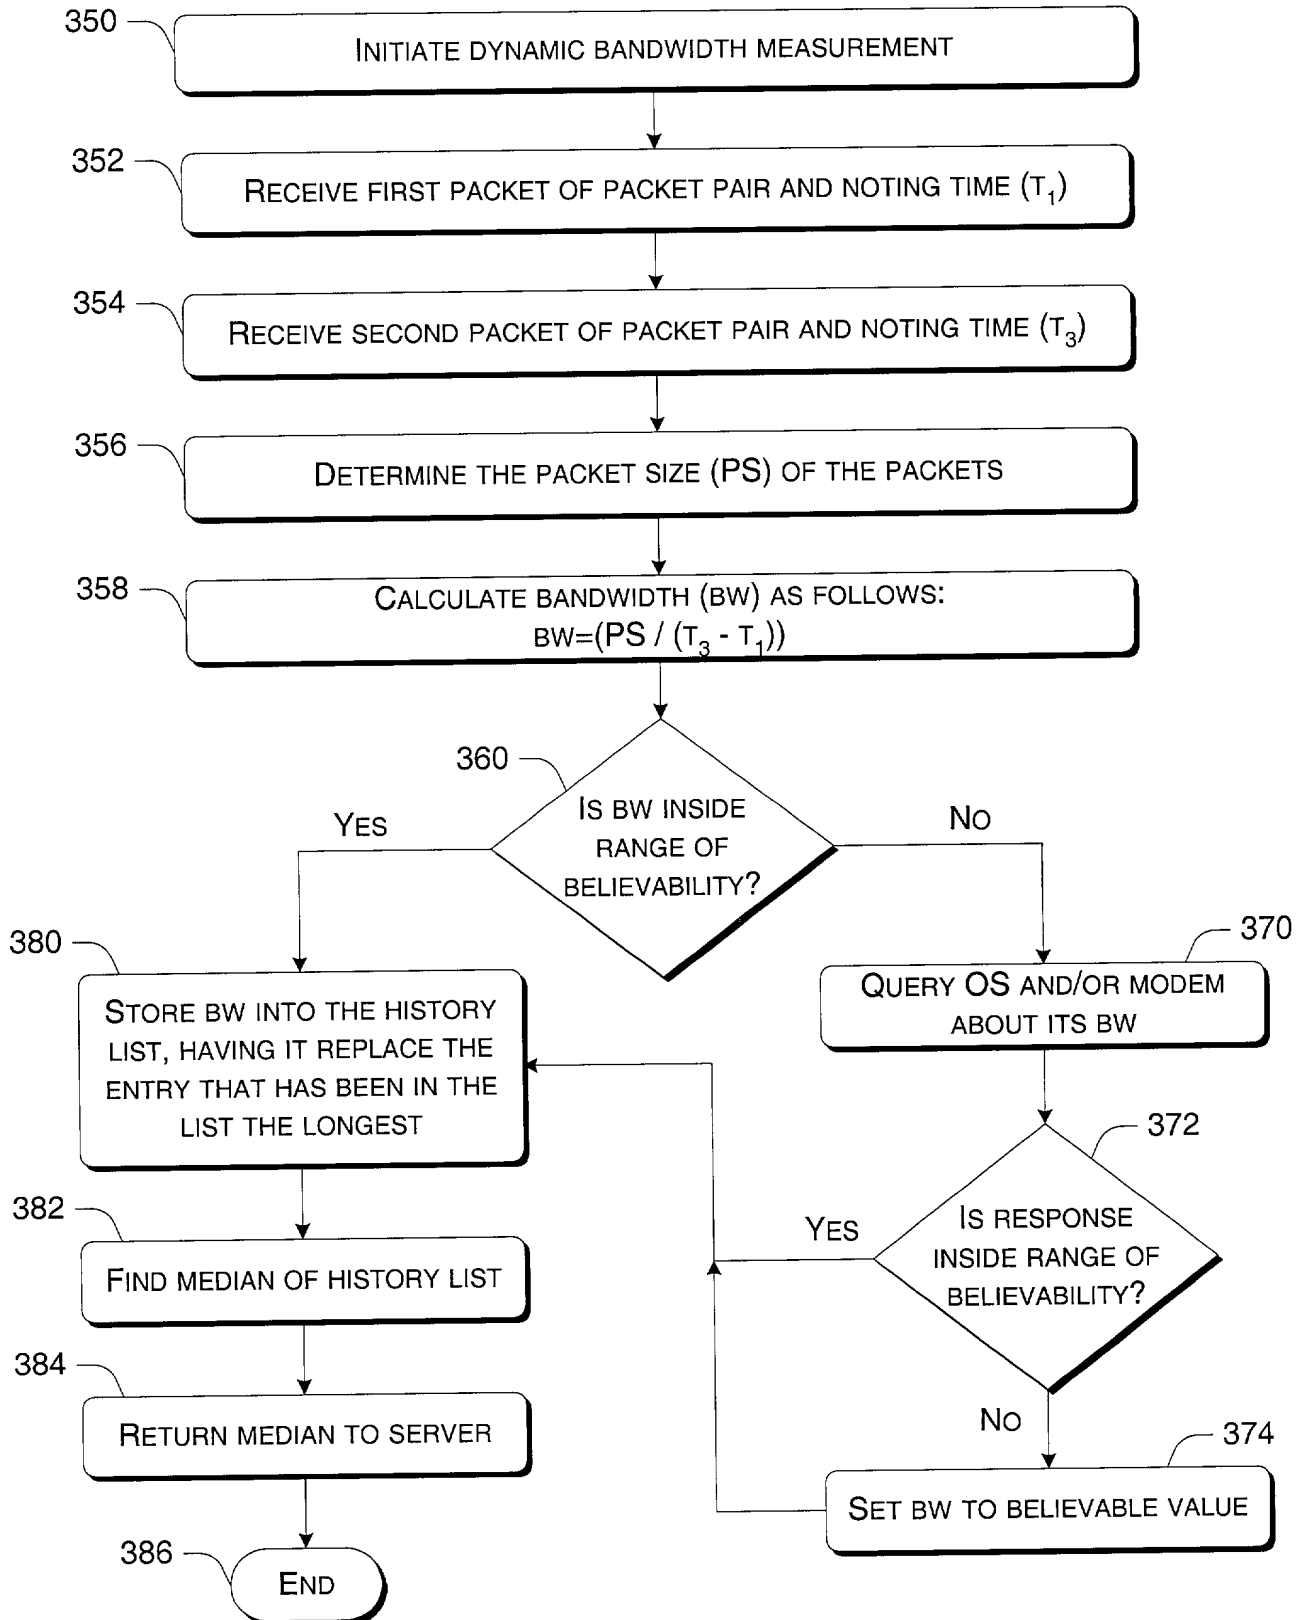 350
INITIATE DYNAMIC BANDWIDTH MEASUREMENT
352
RECEIVE FIRST PACKET OF PACKET PAIR AND NOTING TIME (T₁)
354
RECEIVE SECOND PACKET OF PACKET PAIR AND NOTING TIME (T₃)
356
DETERMINE THE PACKET SIZE (PS) OF THE PACKETS
358
CALCULATE BANDWIDTH (BW) AS FOLLOWS:
BW=(PS / (T₃ - T₁))
360
IS BW INSIDE
RANGE OF
BELIEVABILITY?
YES
NO
380
STORE BW INTO THE HISTORY
LIST, HAVING IT REPLACE THE
ENTRY THAT HAS BEEN IN THE
LIST THE LONGEST
370
QUERY OS AND/OR MODEM
ABOUT ITS BW
372
IS RESPONSE
INSIDE RANGE OF
BELIEVABILITY?
YES
NO
382
FIND MEDIAN OF HISTORY LIST
384
RETURN MEDIAN TO SERVER
374
SET BW TO BELIEVABLE VALUE
386
END